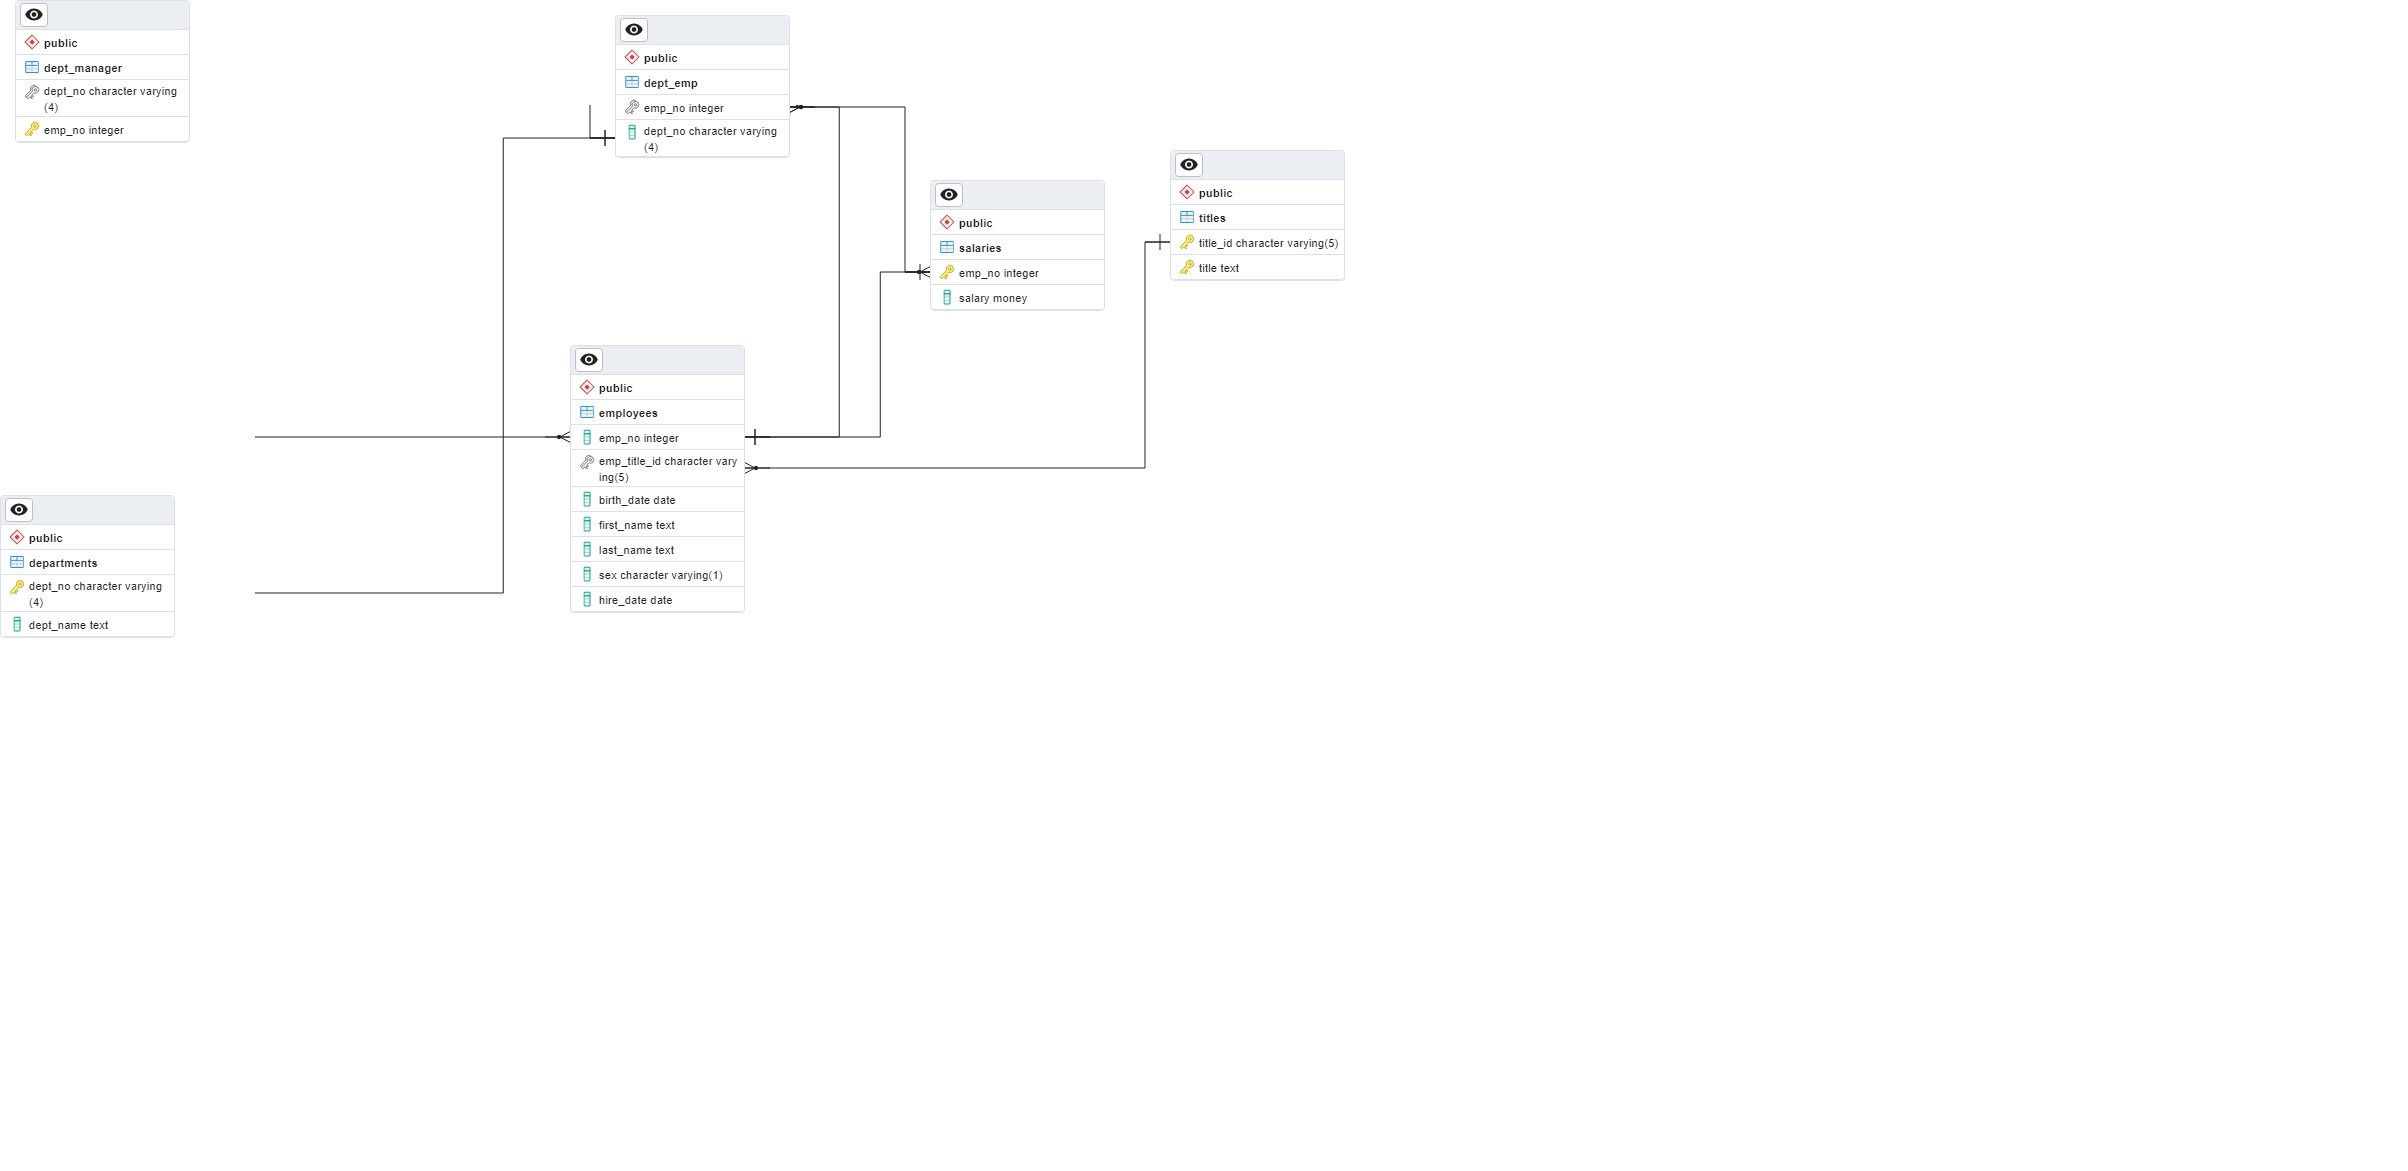 public
dept_manager
dept_no character varying
(4)
emp_no integer
public
dept_emp
emp_no integer
dept_no character varying
(4)
public
salaries
emp_no integer
salary money
public
titles
title_id character varying(5)
title text
public
employees
emp_no integer
emp_title_id character vary
ing(5)
birth_date date
first_name text
last_name text
sex character varying(1)
hire_date date
public
departments
dept_no character varying
(4)
dept_name text